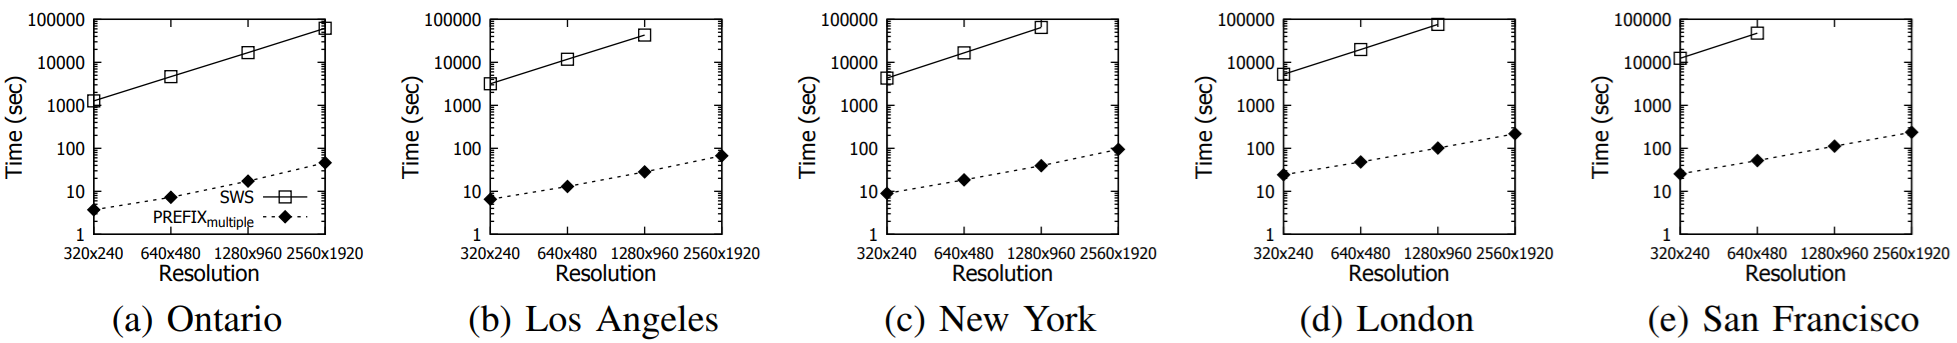 100000
10000
1000
100
10
1
Time (sec)
SWS
PREFIXmultiple
320x240 640x480 1280x960 2560x1920
Resolution
(a) Ontario
100000
10000
1000
100
10
1
Time (sec)
320x240 640x480 1280x960 2560x1920
Resolution
(b) Los Angeles
100000
10000
1000
100
10
1
Time (sec)
320x240 640x480 1280x960 2560x1920
Resolution
(c) New York
100000
10000
1000
100
10
1
Time (sec)
320x240 640x480 1280x960 2560x1920
Resolution
(d) London
100000
10000
1000
100
10
1
Time (sec)
320x240 640x480 1280x960 2560x1920
Resolution
(e) San Francisco